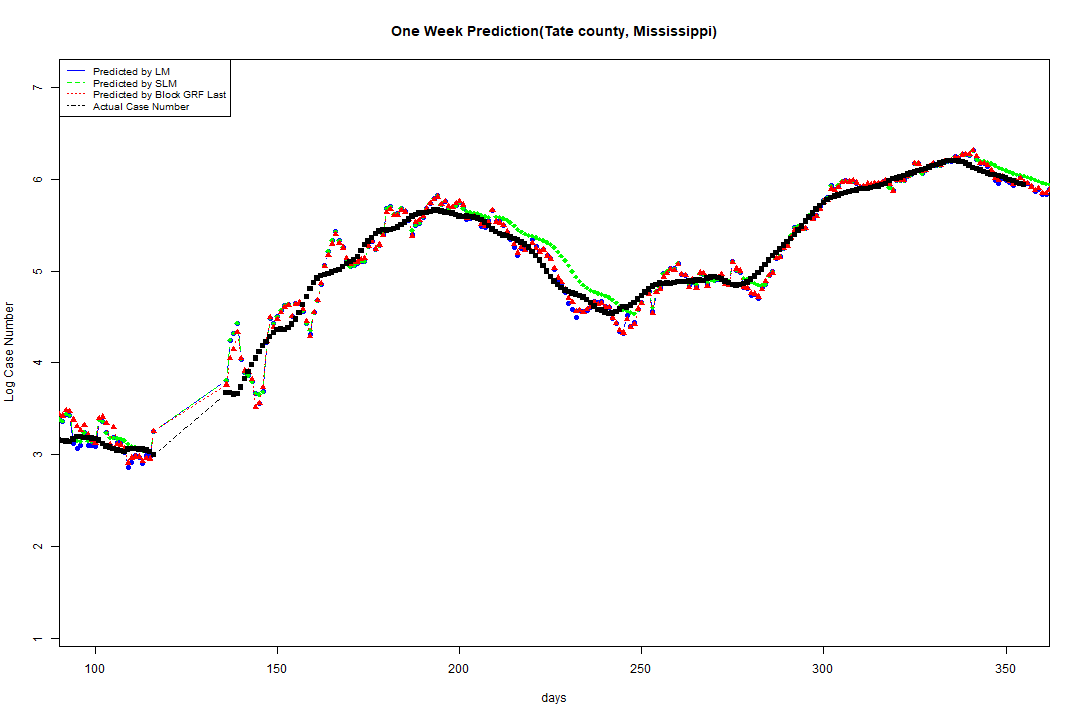 One Week Prediction(Tate county, Mississippi)
Predicted by LM
Predicted by SLM
Predicted by Block GRF Last
Actual Case Number
Log Case Number
7
6
5
4
3
2
1
100 150 200 250 300 350
days